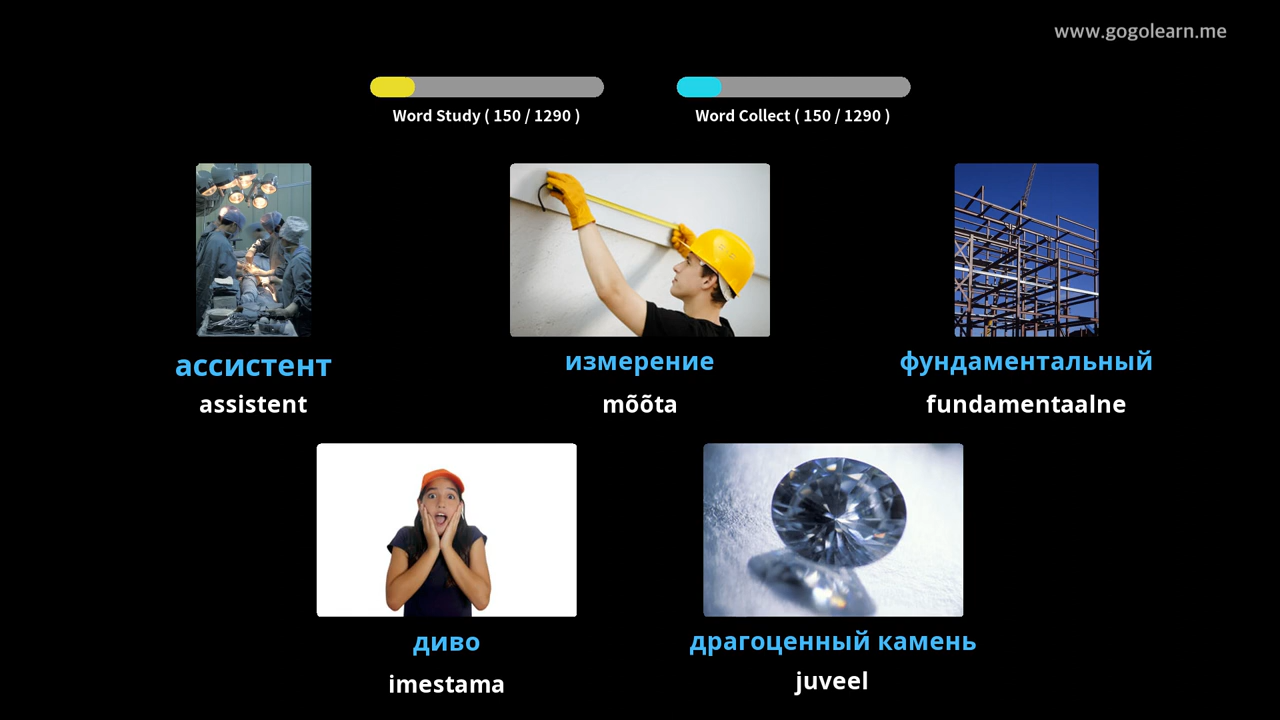 www.gogolearn.me
Word Study ( 150 / 1290 )
Word Collect ( 150 / 1290 )
ассистент
assistent
измерение
mõõta
фундаментальный
fundamentaalne
диво
imestama
драгоценный камень
juveel